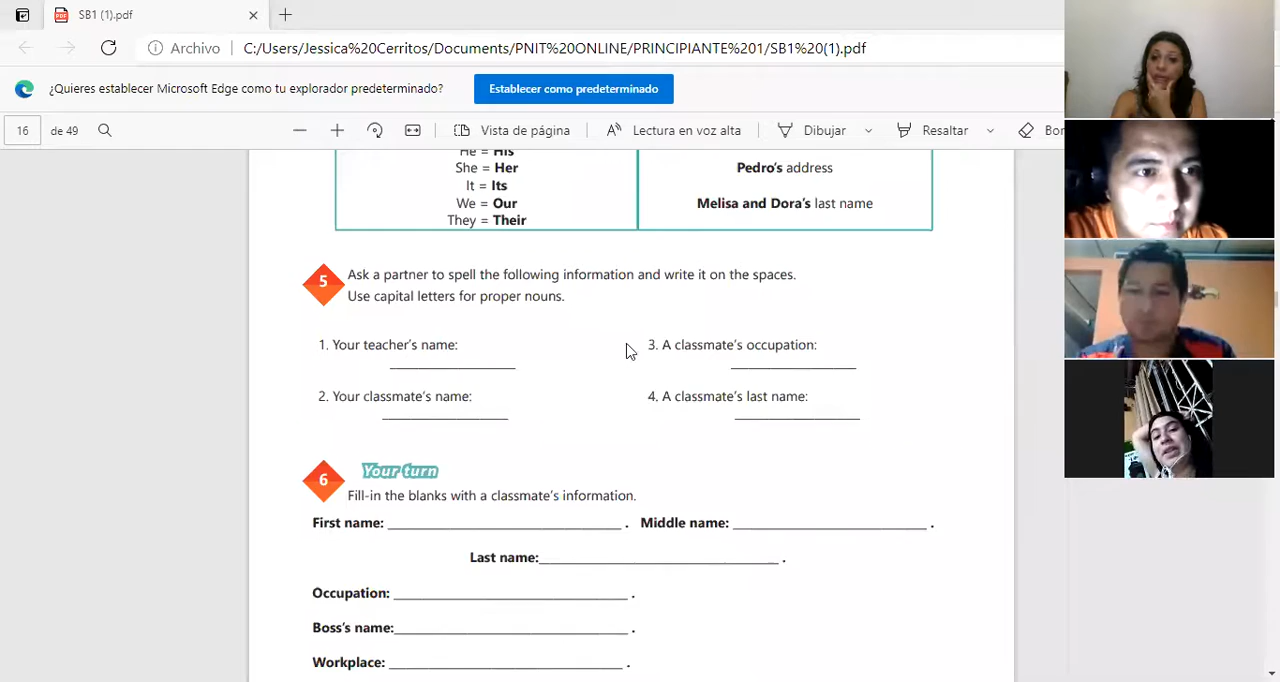 SB1 (1).pdf
Archivo C:/Users/Jessica%20Cerritos/Documents/PNIT%20ONLINE/PRINCIPIANTE%201/SB1%20(1).pdf
¿Quieres establecer Microsoft Edge como tu explorador predeterminado? Establecer como predeterminado
16 de 49 Vista de página Lectura en voz alta Dibujar Resaltar
He = His
She = Her
It = Its
We = Our
They = Their
Pedro's address
Melisa and Dora's last name
5 Ask a partner to spell the following information and write it on the spaces.
Use capital letters for proper nouns.
1. Your teacher's name:
2. Your classmate's name:
3. A classmate's occupation:
4. A classmate's last name:
6 Your turn
Fill-in the blanks with a classmate's information.
First name: . Middle name: .
Last name: .
Occupation: .
Boss's name: .
Workplace: .